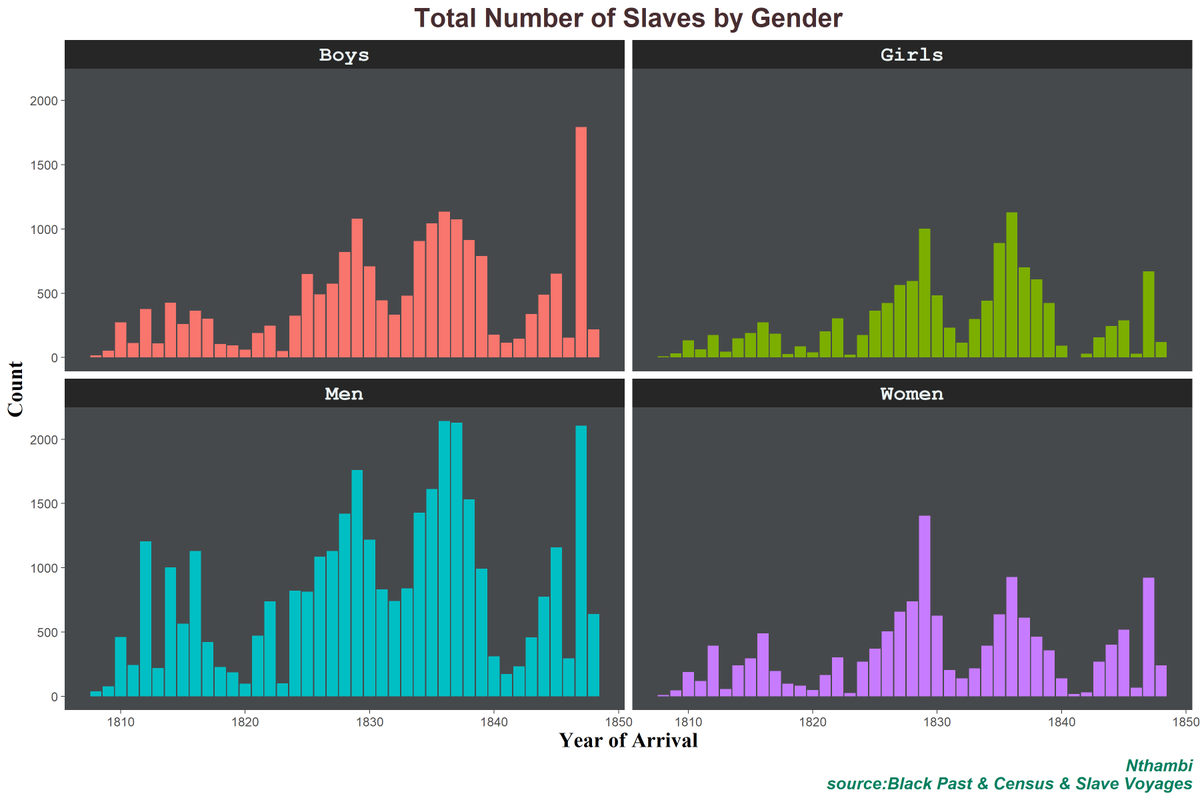 Total Number of Slaves by Gender
Boys
Girls
2000
1500
1000
500
0
Men
Women
2000
1500
1000
500
0
Count
1810
1820
1830
1840
1850
1810
1820
1830
1840
1850
Year of Arrival
Nthambi
source:Black Past & Census & Slave Voyages